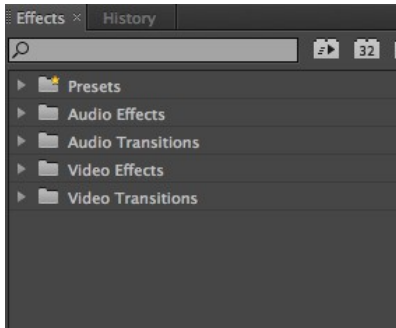 Effects × History
32
Presets
Audio Effects
Audio Transitions
Video Effects
Video Transitions